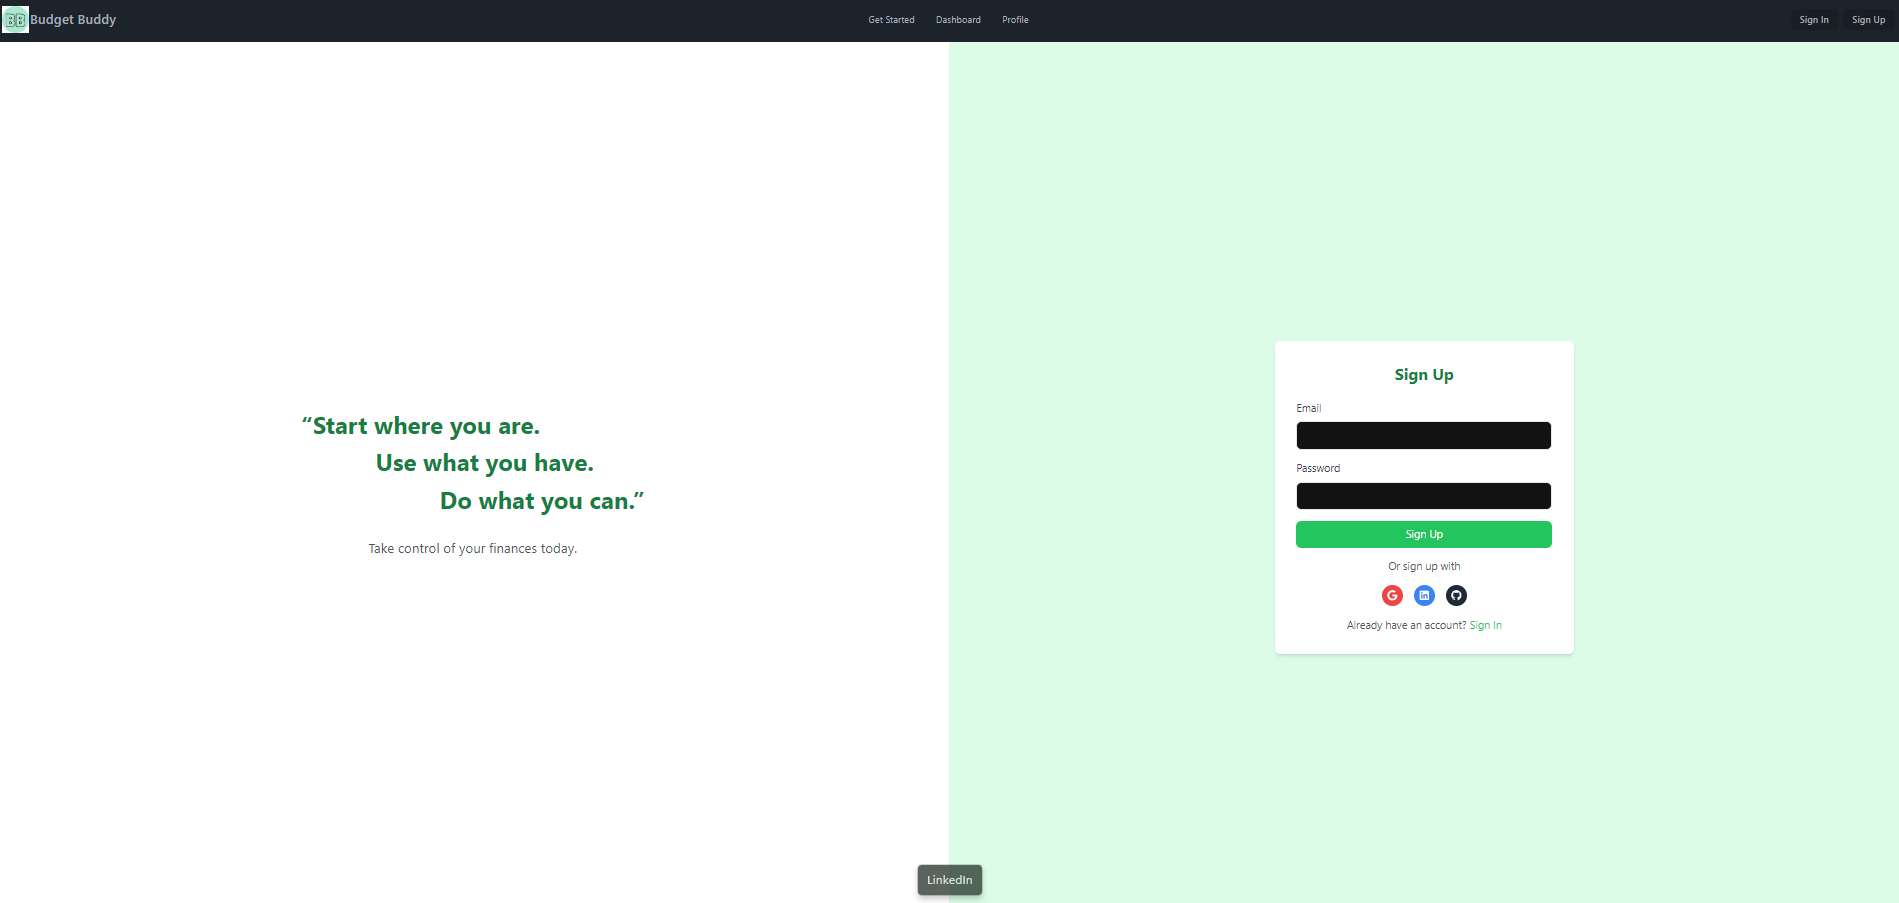 BB Budget Buddy
Get Started Dashboard Profile
Sign In Sign Up
“Start where you are.
Use what you have.
Do what you can.”
Take control of your finances today.
Sign Up
Email
Password
Sign Up
Or sign up with
G in
Already have an account? Sign In
LinkedIn